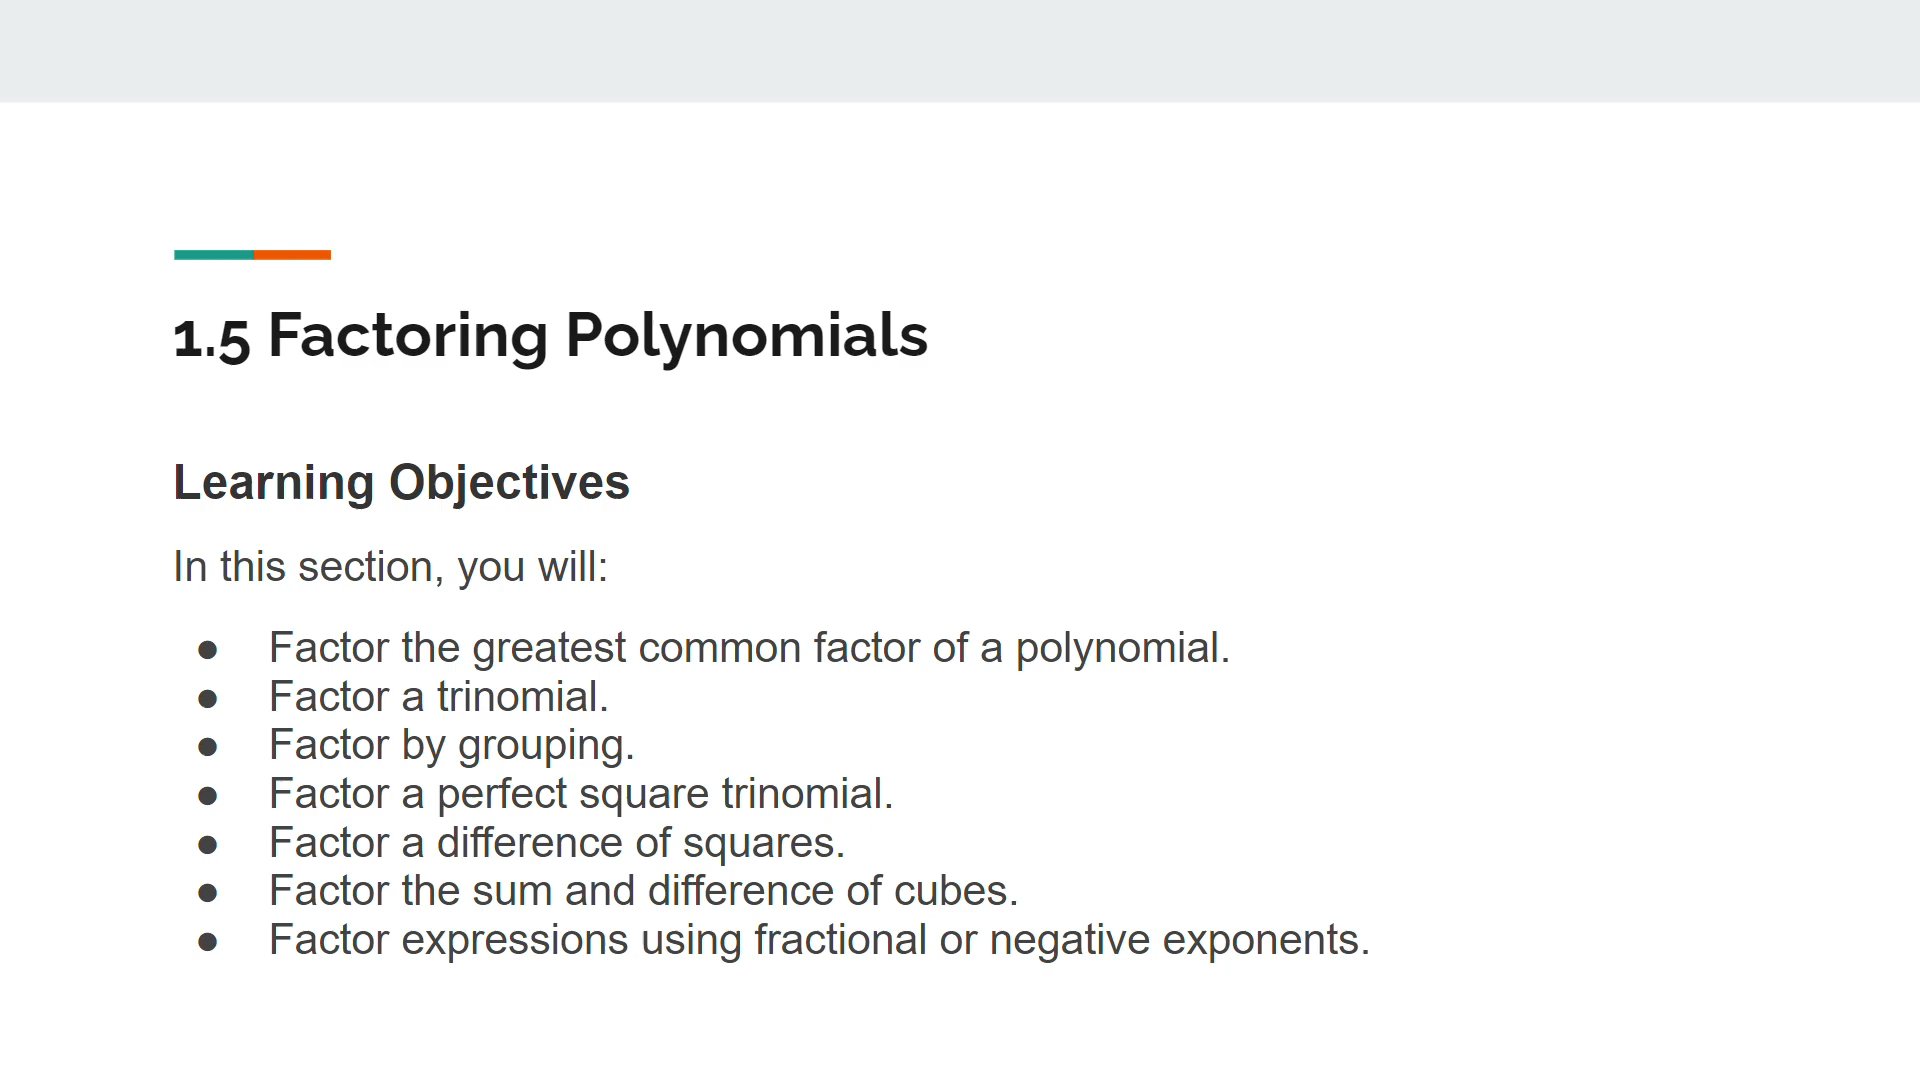 1.5 Factoring Polynomials
Learning Objectives
In this section, you will:
● Factor the greatest common factor of a polynomial.
● Factor a trinomial.
● Factor by grouping.
● Factor a perfect square trinomial.
● Factor a difference of squares.
● Factor the sum and difference of cubes.
● Factor expressions using fractional or negative exponents.